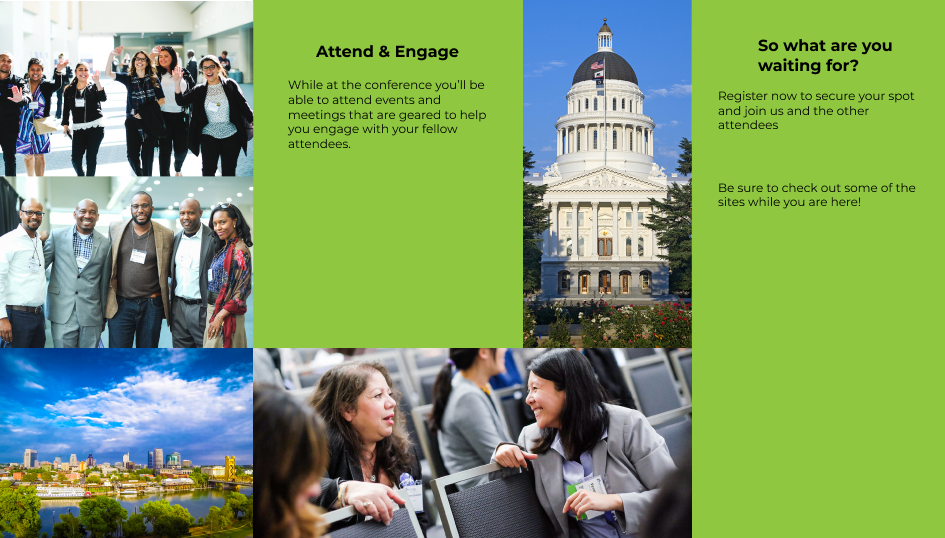 Attend & Engage
While at the conference you'll be
able to attend events and
meetings that are geared to help
you engage with your fellow
attendees.
So what are you
waiting for?
Register now to secure your spot
and join us and the other
attendees
Be sure to check out some of the
sites while you are here!